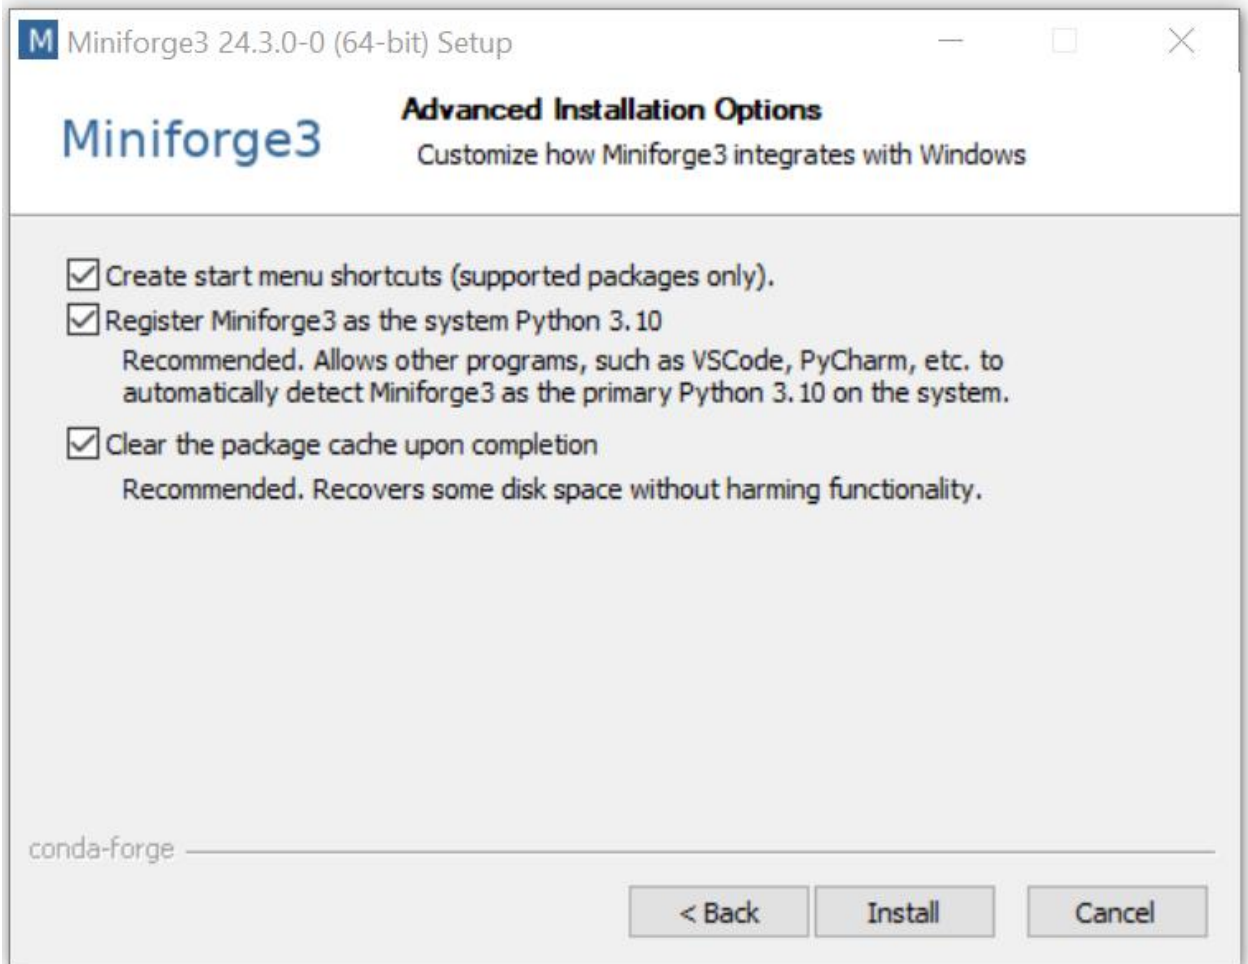 M Miniforge3 24.3.0-0 (64-bit) Setup
Miniforge3
Advanced Installation Options
Customize how Miniforge3 integrates with Windows
Create start menu shortcuts (supported packages only).
Register Miniforge3 as the system Python 3.10
Recommended. Allows other programs, such as VSCode, PyCharm, etc. to
automatically detect Miniforge3 as the primary Python 3.10 on the system.
Clear the package cache upon completion
Recommended. Recovers some disk space without harming functionality.
conda-forge
< Back Install Cancel